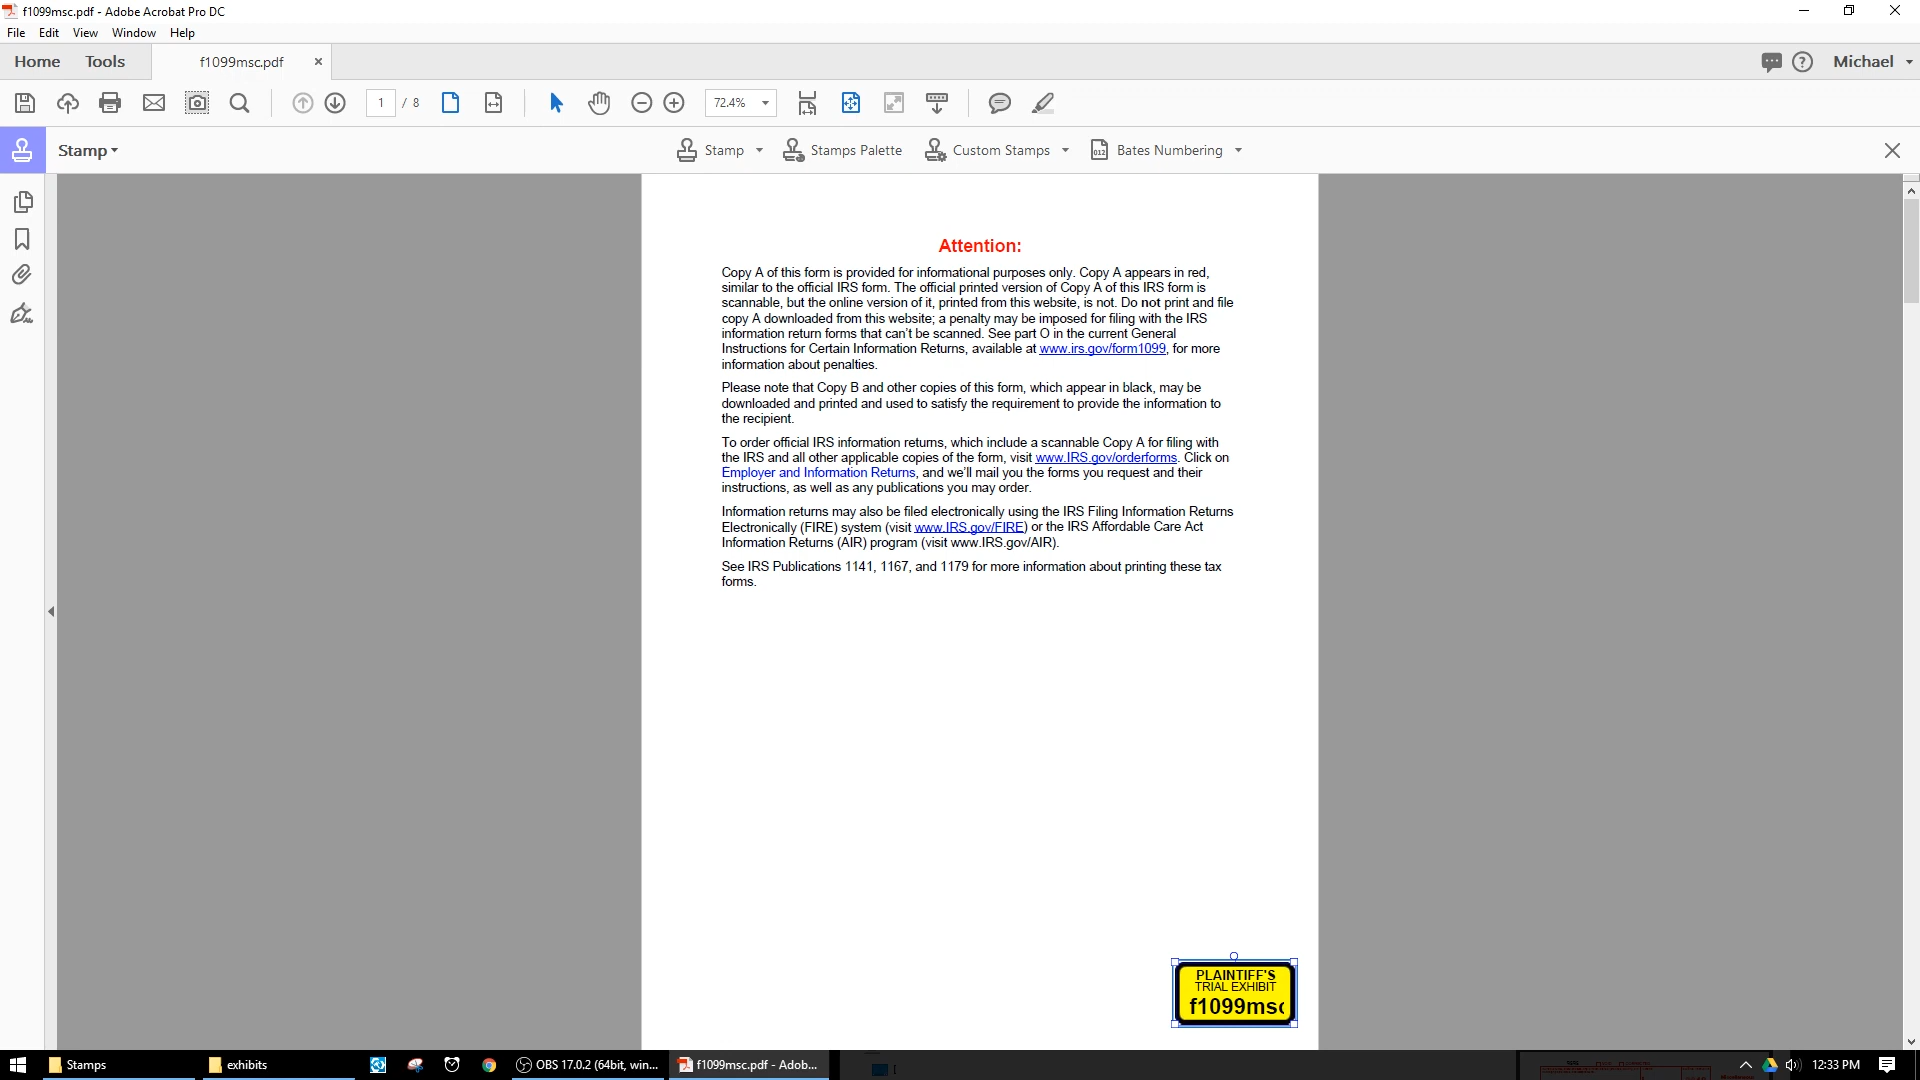 f1099msc.pdf - Adobe Acrobat Pro DC
File Edit View Window Help
Home Tools f1099msc.pdf Michael
1 / 8 72.4%
Stamp Stamp Stamps Palette Custom Stamps Bates Numbering
Attention:
Copy A of this form is provided for informational purposes only. Copy A appears in red,
similar to the official IRS form. The official printed version of Copy A of this IRS form is
scannable, but the online version of it, printed from this website, is not. Do not print and file
copy A downloaded from this website; a penalty may be imposed for filing with the IRS
information return forms that can't be scanned. See part O in the current General
Instructions for Certain Information Returns, available at www.irs.gov/form1099, for more
information about penalties.
Please note that Copy B and other copies of this form, which appear in black, may be
downloaded and printed and used to satisfy the requirement to provide the information to
the recipient.
To order official IRS information returns, which include a scannable Copy A for filing with
the IRS and all other applicable copies of the form, visit www.IRS.gov/orderforms. Click on
Employer and Information Returns, and we'll mail you the forms you request and their
instructions, as well as any publications you may order.
Information returns may also be filed electronically using the IRS Filing Information Returns
Electronically (FIRE) system (visit www.IRS.gov/FIRE) or the IRS Affordable Care Act
Information Returns (AIR) program (visit www.IRS.gov/AIR).
See IRS Publications 1141, 1167, and 1179 for more information about printing these tax
forms.
PLAINTIFF'S
TRIAL EXHIBIT
f1099msc
Stamps exhibits OBS 17.0.2 (64bit, win... f1099msc.pdf - Adob... 12:33 PM